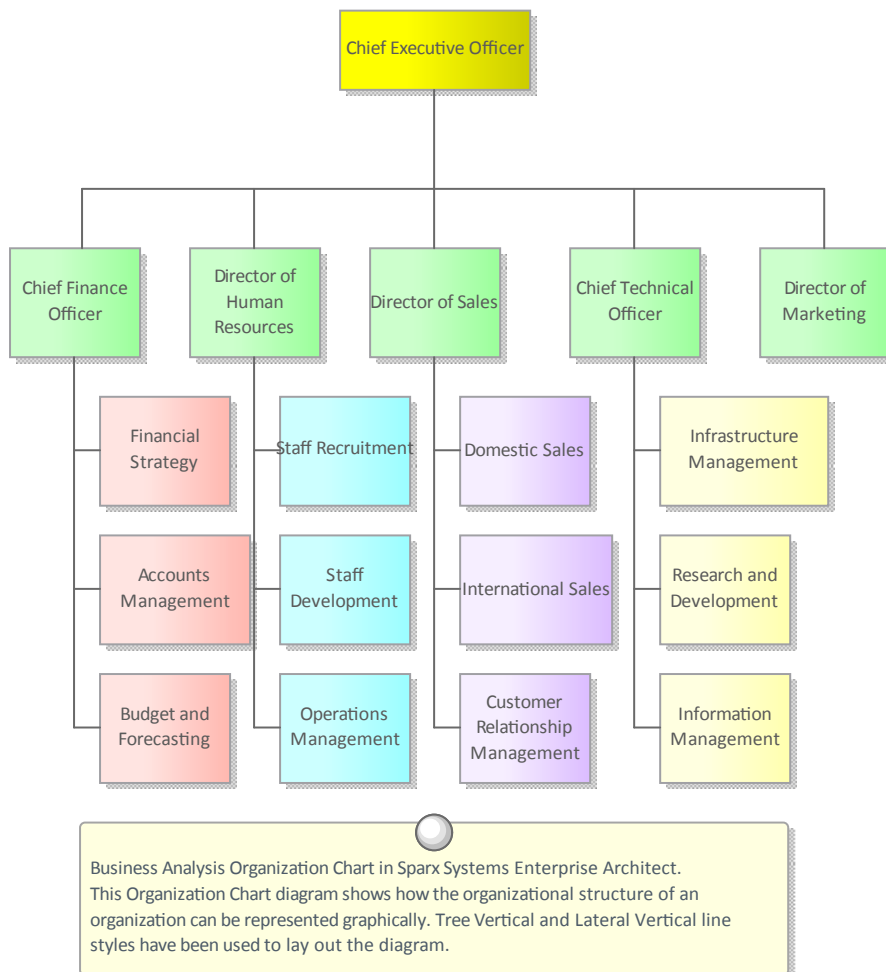 Chief Executive Officer
Chief Finance
Officer
Director of
Human
Resources
Director of Sales
Chief Technical
Officer
Director of
Marketing
Financial
Strategy
Staff Recruitment
Domestic Sales
Infrastructure
Management
Accounts
Management
Staff
Development
International Sales
Research and
Development
Budget and
Forecasting
Operations
Management
Customer
Relationship
Management
Information
Management
Business Analysis Organization Chart in Sparx Systems Enterprise Architect.
This Organization Chart diagram shows how the organizational structure of an
organization can be represented graphically. Tree Vertical and Lateral Vertical line
styles have been used to lay out the diagram.